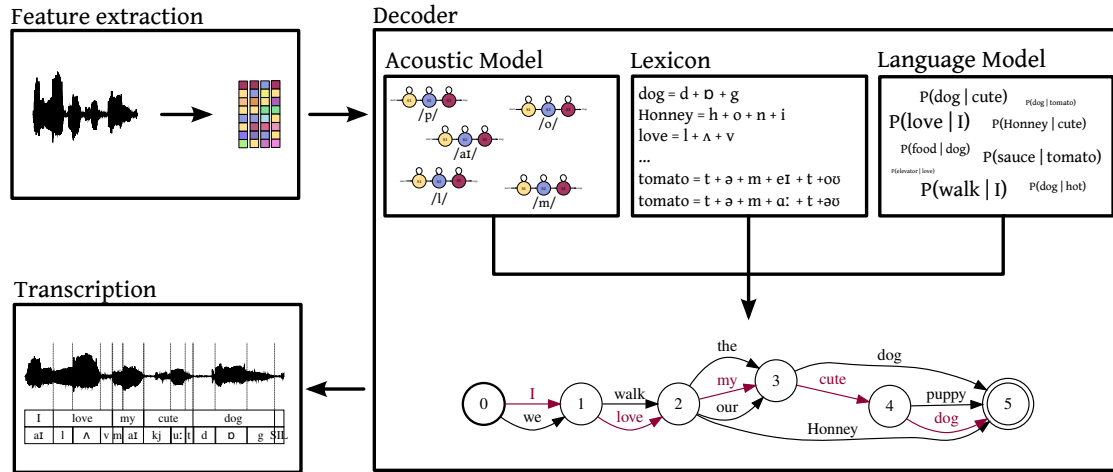 Feature extraction
Decoder
Acoustic Model
/p/
/o/
/aɪ/
/l/
/m/
Lexicon
dog = d + ɒ + g
Honney = h + o + n + i
love = l + ʌ + v
...
tomato = t + ə + m + eɪ + t +oʊ
tomato = t + ə + m + ɑː + t +əʊ
Language Model
P(dog | cute)
P(dog | tomato)
P(love | I)
P(Honney | cute)
P(food | dog)
P(sauce | tomato)
P(elevator | love)
P(walk | I)
P(dog | hot)
Transcription
I love my cute dog
aɪ l ʌ v m aɪ kj uː t d ɒ g SIL
0 I we 1 walk love 2 the my our 3 dog cute 4 puppy dog Honney 5